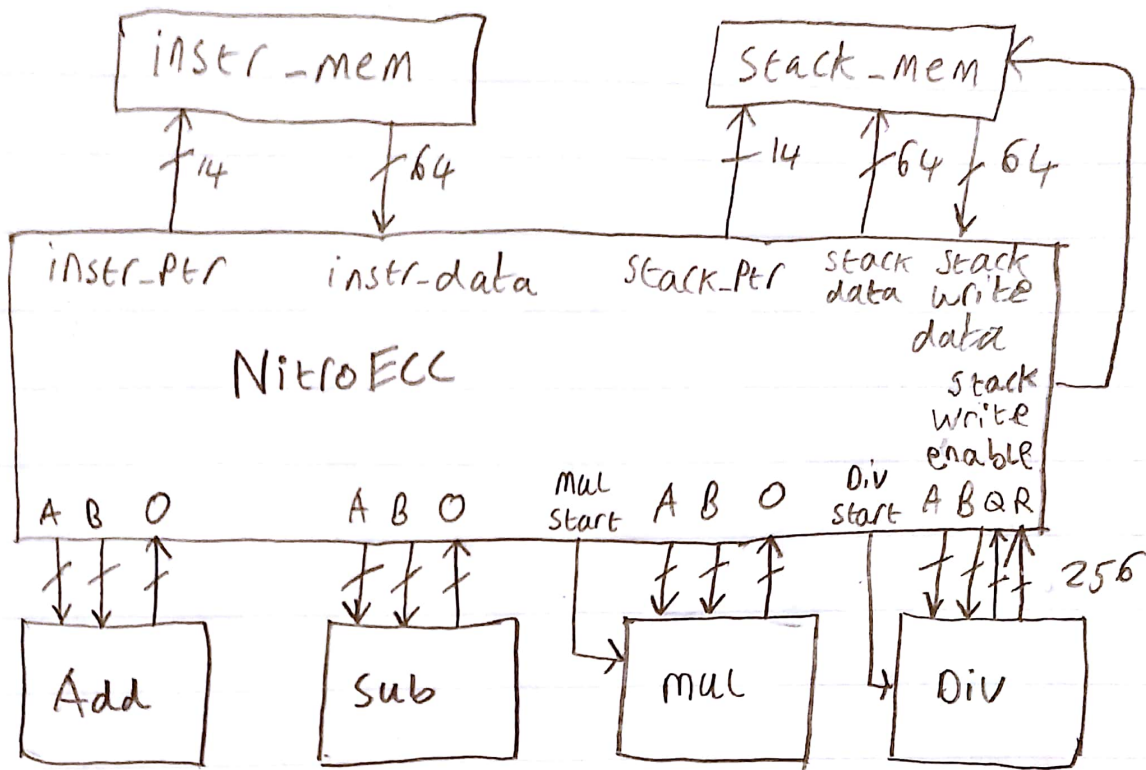 instr_mem
stack_mem
14
64
14
64
64
instr_ptr
instr_data
stack_ptr
stack
data
stack
write
data
NitroECC
stack
write
enable
A B O
A B O
mul
start
A B O
Div
start
A B Q R
256
Add
Sub
mul
Div